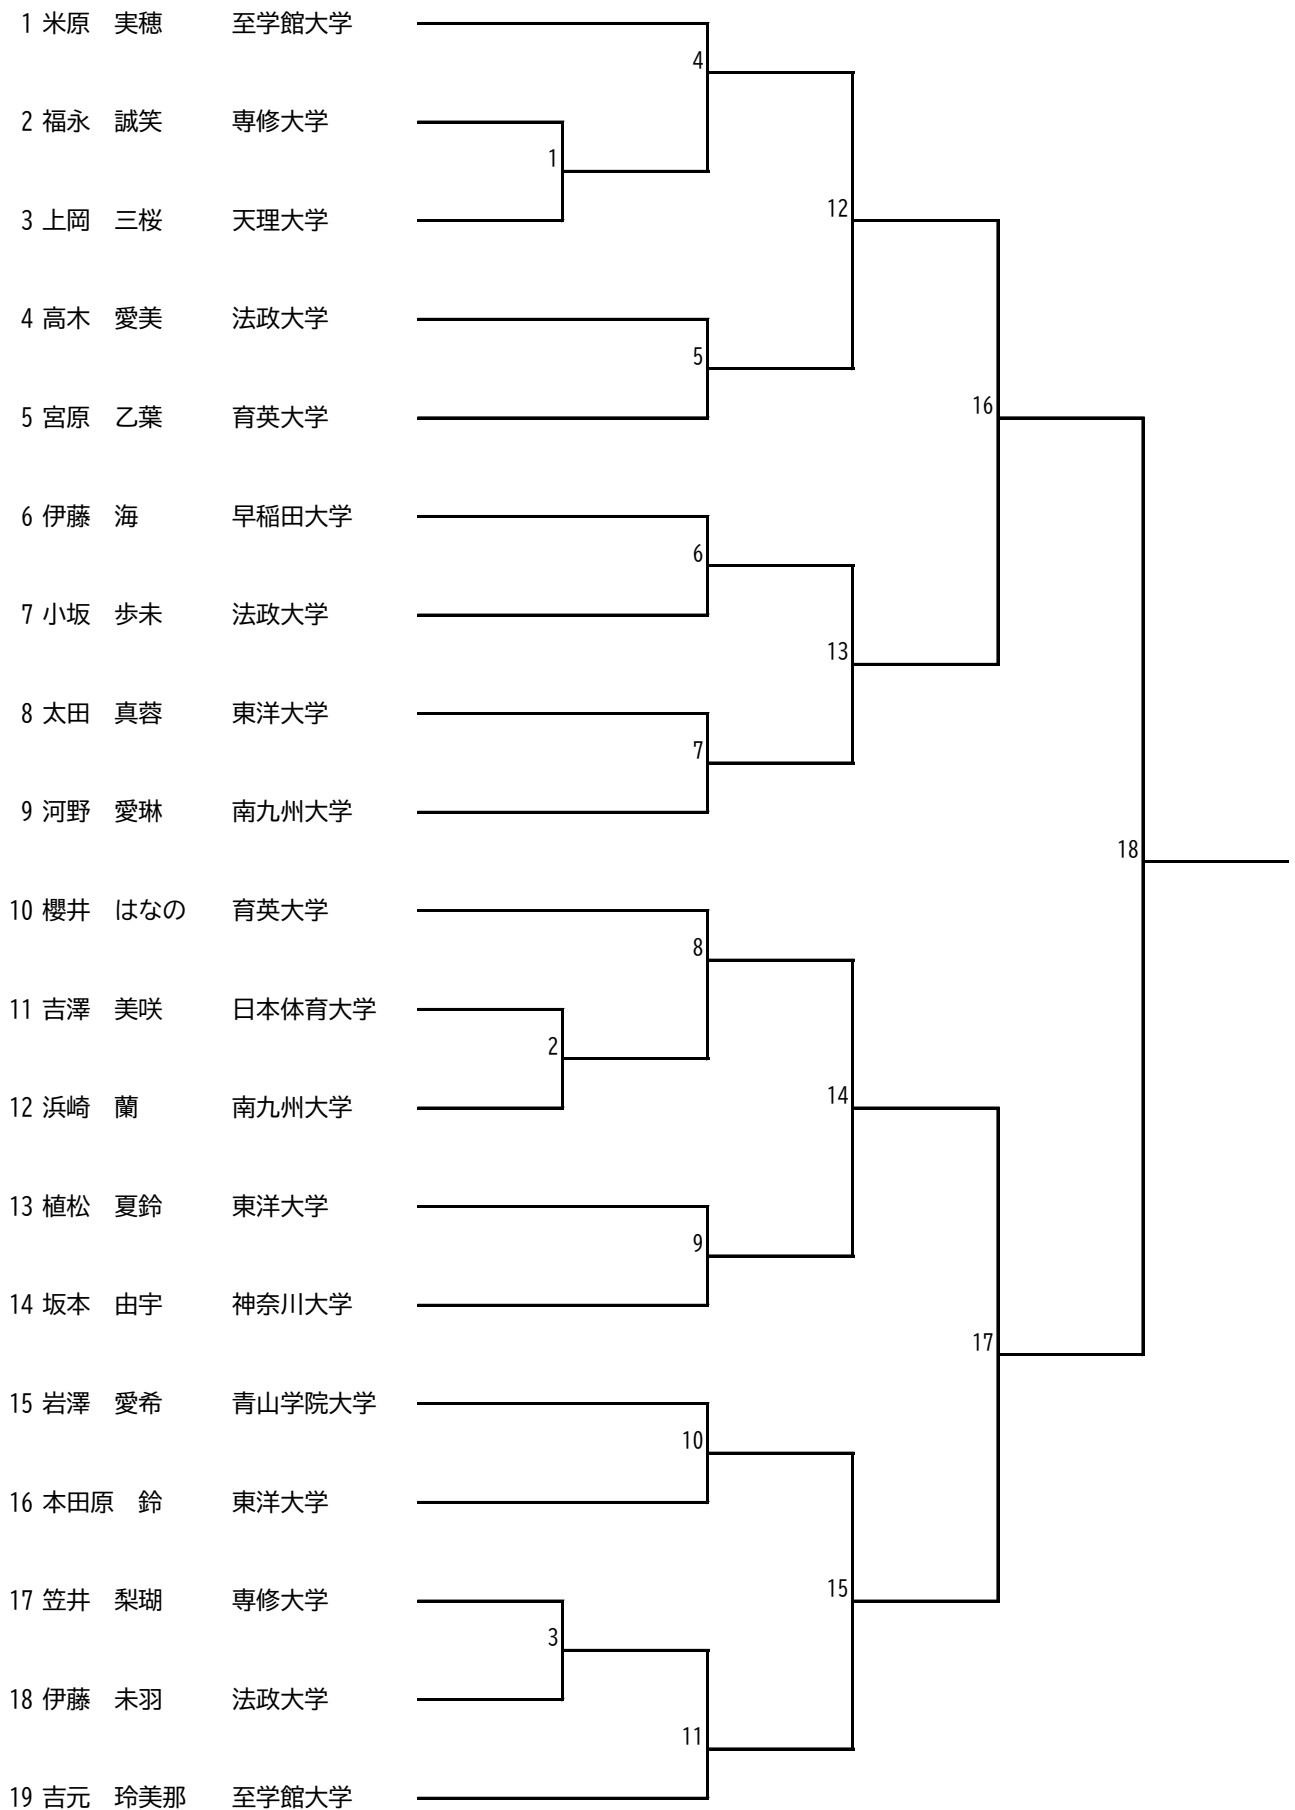 1 米原　実穂　至学館大学
4
2 福永　誠笑　専修大学
1
3 上岡　三桜　天理大学
12
4 高木　愛美　法政大学
5
5 宮原　乙葉　育英大学
16
6 伊藤　海　早稲田大学
6
7 小坂　歩未　法政大学
13
8 太田　真蓉　東洋大学
7
9 河野　愛琳　南九州大学
18
10 櫻井　はなの　育英大学
8
11 吉澤　美咲　日本体育大学
2
12 浜崎　蘭　南九州大学
14
13 植松　夏鈴　東洋大学
9
14 坂本　由宇　神奈川大学
17
15 岩澤　愛希　青山学院大学
10
16 本田原　鈴　東洋大学
17 笠井　梨瑚　専修大学
15
3
18 伊藤　未羽　法政大学
11
19 吉元　玲美那　至学館大学